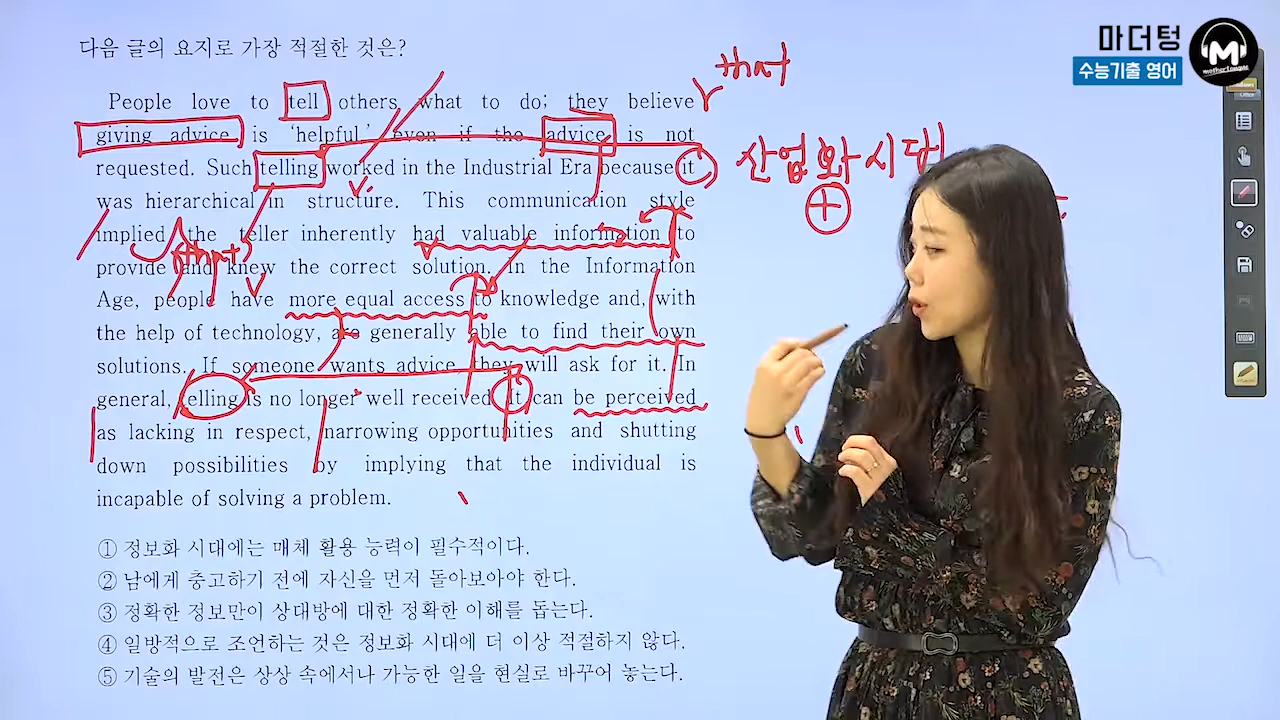 다음 글의 요지로 가장 적절한 것은?
that
마더텅
수능기출 영어
M
mothertongue
People love to tell others what to do; they believe
giving advice is 'helpful,' even if the advice is not
requested. Such telling worked in the Industrial Era because it
산업화 시대
was hierarchical in structure. This communication style
implied the teller inherently had valuable information to
(that)
provide and knew the correct solution. In the Information
Age, people have more equal access to knowledge and, with
the help of technology, are generally able to find their own
solutions. If someone wants advice, they will ask for it. In
general, telling is no longer well received. It can be perceived
as lacking in respect, narrowing opportunities and shutting
down possibilities by implying that the individual is
incapable of solving a problem.
① 정보화 시대에는 매체 활용 능력이 필수적이다.
② 남에게 충고하기 전에 자신을 먼저 돌아보아야 한다.
③ 정확한 정보만이 상대방에 대한 정확한 이해를 돕는다.
④ 일방적으로 조언하는 것은 정보화 시대에 더 이상 적절하지 않다.
⑤ 기술의 발전은 상상 속에서나 가능한 일을 현실로 바꾸어 놓는다.